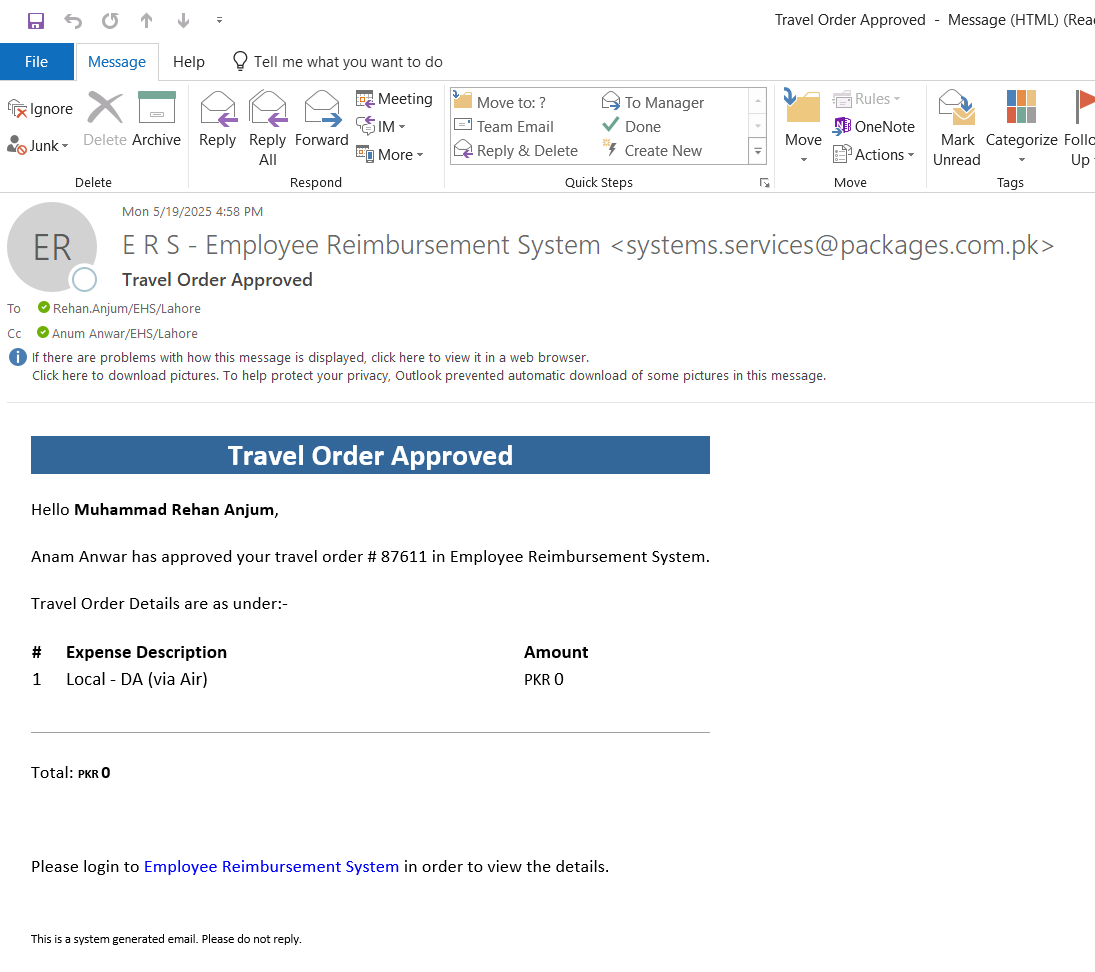 Travel Order Approved - Message (HTML) (Rea
File Message Help Tell me what you want to do
Ignore
Junk
Delete
Archive
Delete
Reply
Reply All
Forward
Meeting
IM
More
Respond
Move to: ?
Team Email
Reply & Delete
To Manager
Done
Create New
Quick Steps
Move
Rules
OneNote
Actions
Move
Mark Unread
Categorize
Follo
Up
Tags
ER
Mon 5/19/2025 4:58 PM
E R S - Employee Reimbursement System <systems.services@packages.com.pk>
Travel Order Approved
To Rehan.Anjum/EHS/Lahore
Cc Anum Anwar/EHS/Lahore
If there are problems with how this message is displayed, click here to view it in a web browser.
Click here to download pictures. To help protect your privacy, Outlook prevented automatic download of some pictures in this message.
Travel Order Approved
Hello Muhammad Rehan Anjum,
Anam Anwar has approved your travel order # 87611 in Employee Reimbursement System.
Travel Order Details are as under:-
# Expense Description Amount
1 Local - DA (via Air) PKR 0
Total: PKR 0
Please login to Employee Reimbursement System in order to view the details.
This is a system generated email. Please do not reply.